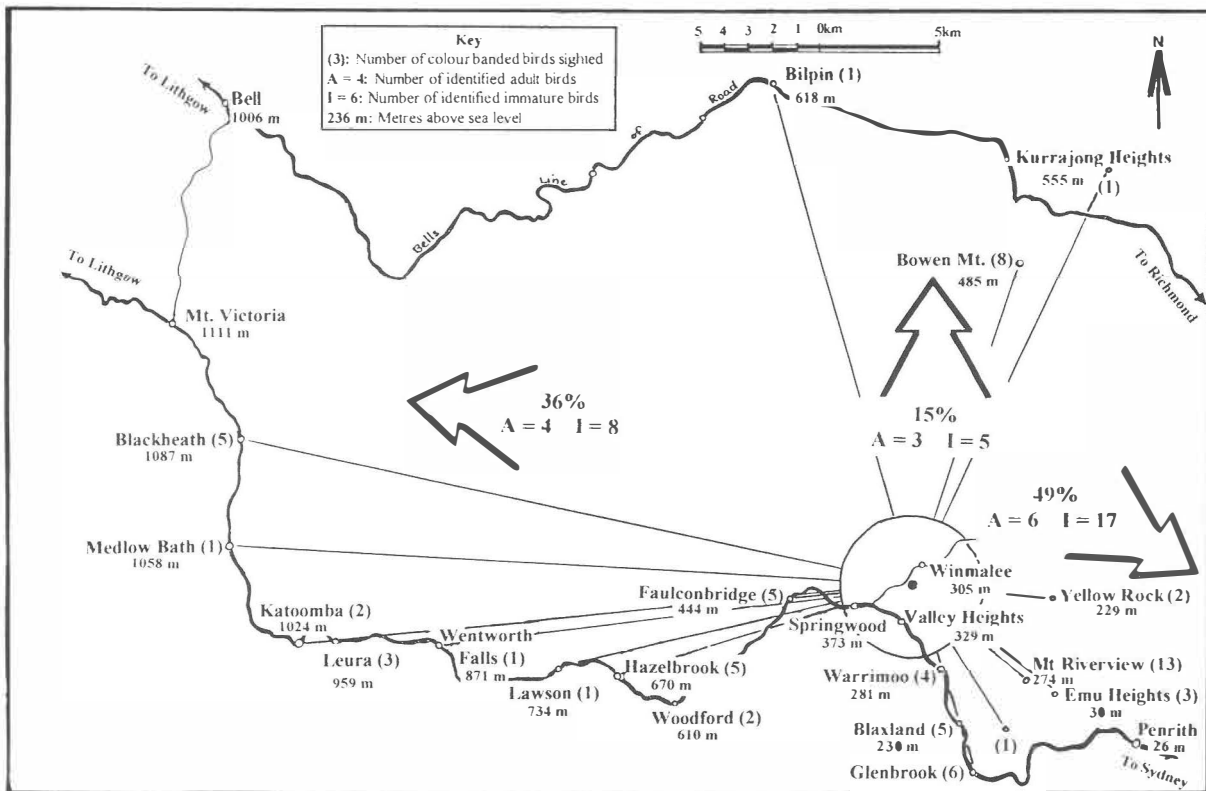 Key
(3): Number of colour banded birds sighted
A = 4: Number of identified adult birds
I = 6: Number of identified immature birds
236 m: Metres above sea level
5 4 3 2 1 0km 5km
N
To Lithgow
Bell
1006 m
Bells Line of Road
Bilpin (1)
618 m
Kurrajong Heights
555 m
(1)
To Richmond
Bowen Mt. (8)
485 m
To Lithgow
Mt. Victoria
1111 m
36%
A = 4 I = 8
15%
A = 3 I = 5
49%
A = 6 I = 17
Blackheath (5)
1087 m
Medlow Bath (1)
1058 m
Katoomba (2)
1024 m
Leura (3)
959 m
Wentworth
Falls (1)
871 m
Lawson (1)
734 m
Hazelbrook (5)
670 m
Woodford (2)
610 m
Faulconbridge (5)
444 m
Springwood
373 m
Winmalee
305 m
Valley Heights
329 m
Yellow Rock (2)
229 m
Warrimoo (4)
281 m
Mt Riverview (13)
274 m
Emu Heights (3)
30 m
Blaxland (5)
230 m
(1)
Glenbrook (6)
Penrith
26 m
To Sydney